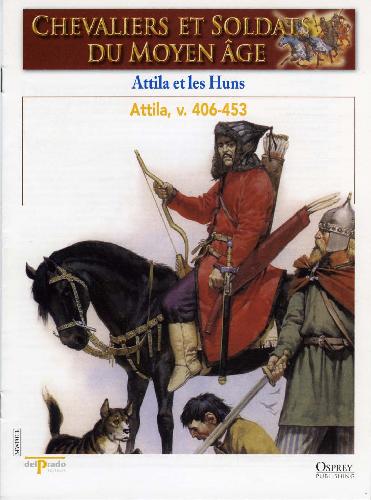 CHEVALIERS ET SOLDATS
DU MOYEN ÂGE
Attila et les Huns
Attila, v. 406-453
delPrado
OSPREY
PUBLISHING